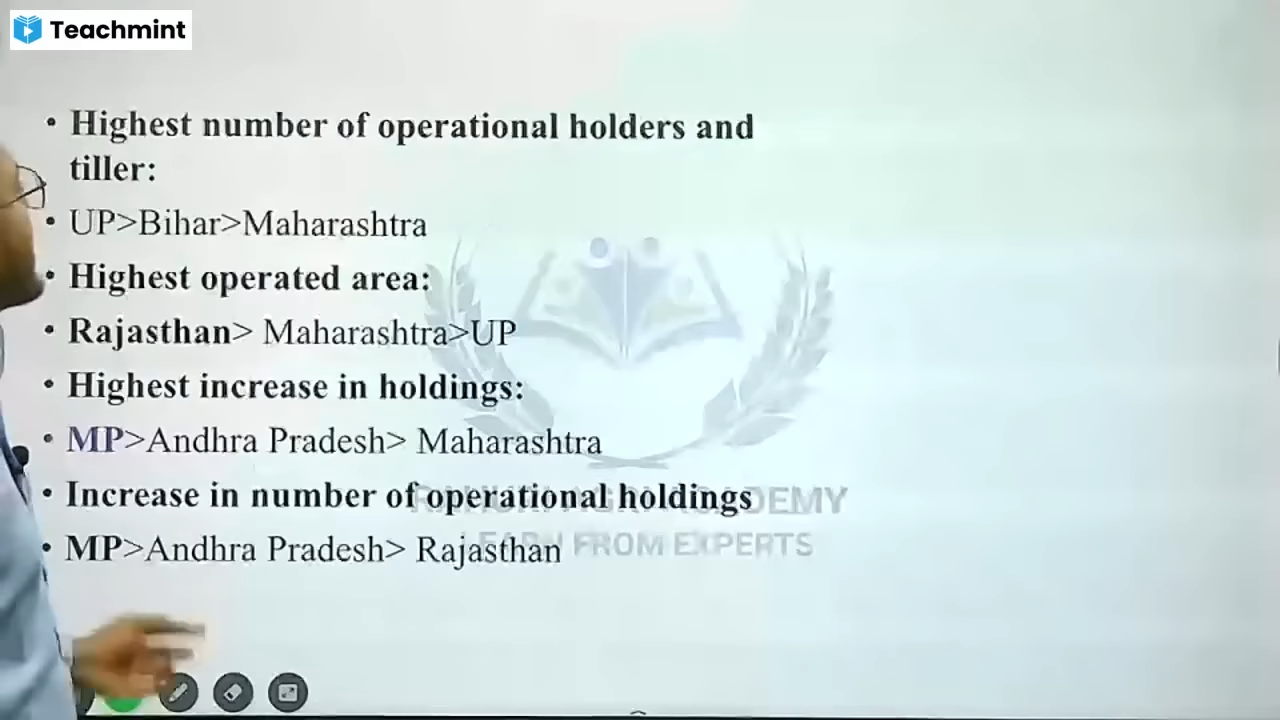 Teachmint
• Highest number of operational holders and
tiller:
• UP>Bihar>Maharashtra
• Highest operated area:
• Rajasthan> Maharashtra>UP
• Highest increase in holdings:
• MP>Andhra Pradesh> Maharashtra
• Increase in number of operational holdings
• MP>Andhra Pradesh> Rajasthan
ACADEMY
FROM EXPERTS